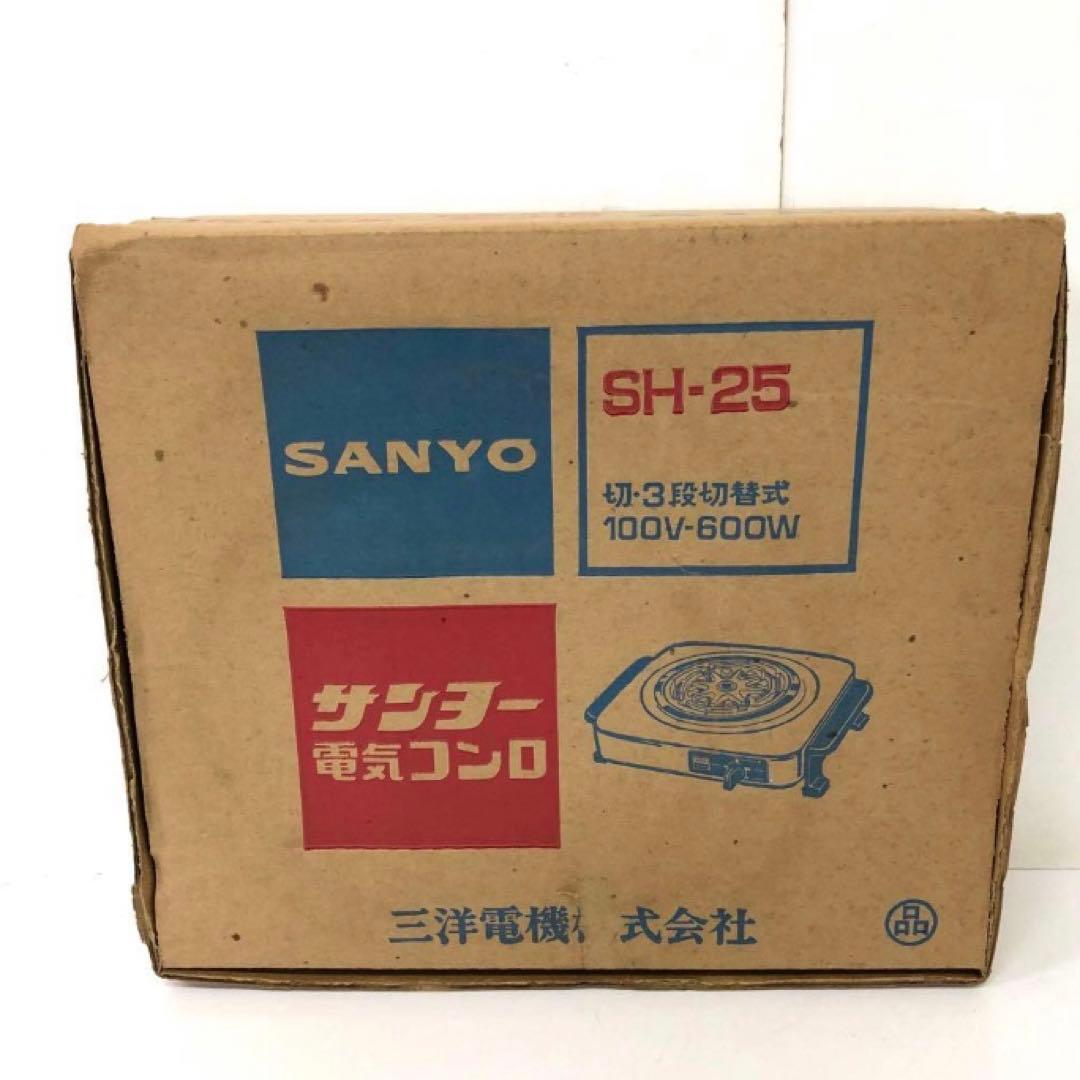 SANYO
SH-25
切・3段切替式
100V-600W
サンヨー
電気コンロ
三洋電機 式会社
品